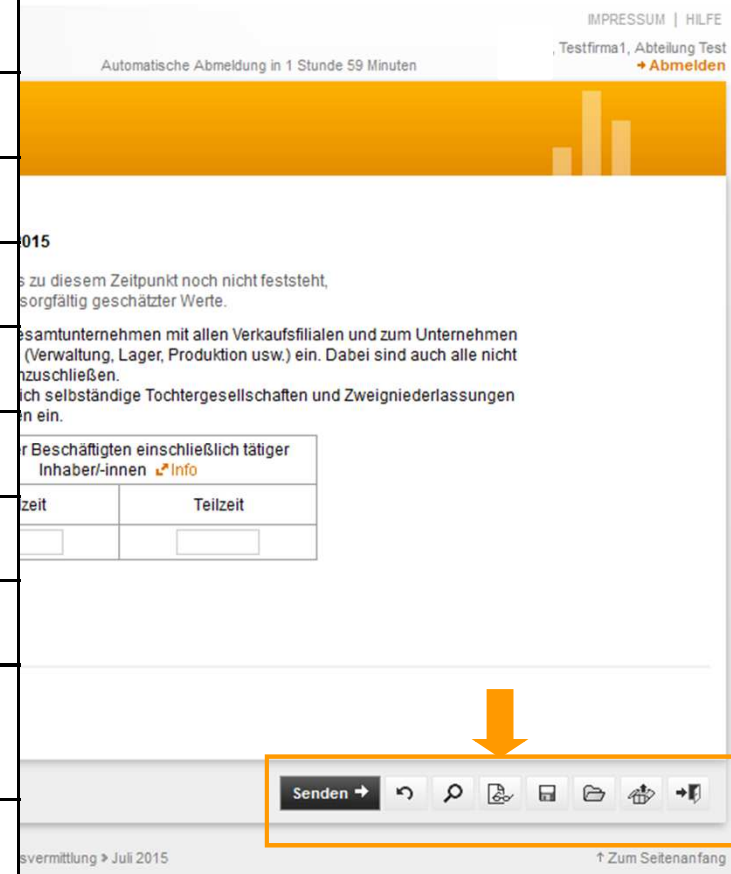 IMPRESSUM | HILFE
, Testfirma1, Abteilung Test
Automatische Abmeldung in 1 Stunde 59 Minuten
Abmelden
015
s zu diesem Zeitpunkt noch nicht feststeht,
sorgfältig geschätzter Werte.
esamtunternehmen mit allen Verkaufsfilialen und zum Unternehmen
(Verwaltung, Lager, Produktion usw.) ein. Dabei sind auch alle nicht
nzuschließen.
ich selbständige Tochtergesellschaften und Zweigniederlassungen
n ein.
r Beschäftigten einschließlich tätiger
Inhaber/-innen Info
zeit Teilzeit
Senden
svermittlung > Juli 2015 ↑ Zum Seitenanfang